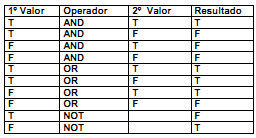 1º Valor Operador 2º Valor Resultado
T AND T T
T AND F F
F AND T F
F AND F F
T OR T T
T OR F T
F OR T T
F OR F F
T NOT F
F NOT T